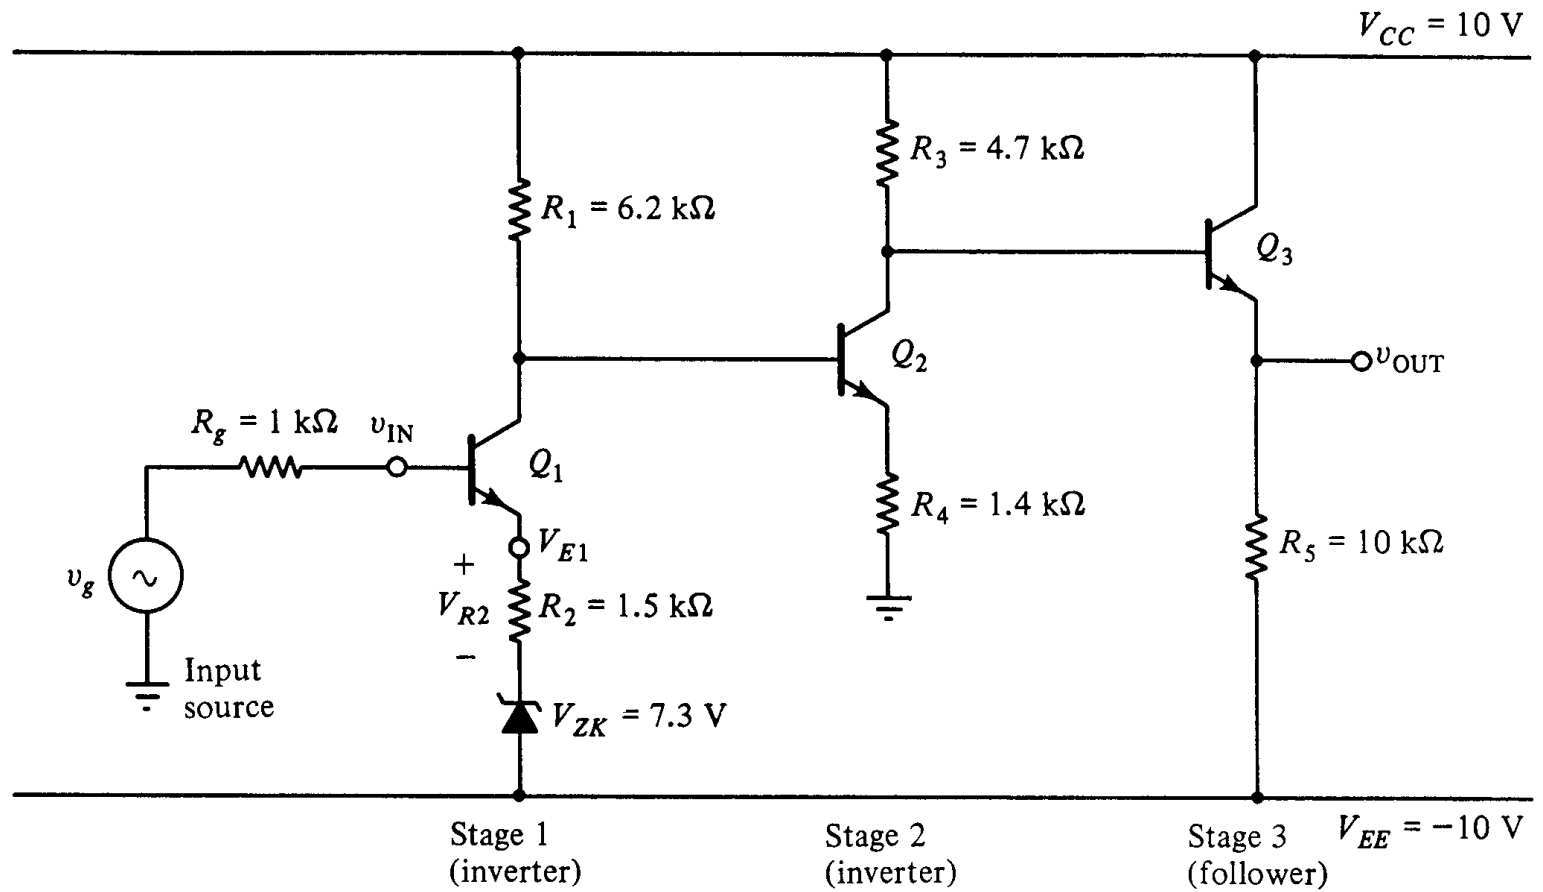 V_CC = 10 V
R_3 = 4.7 kΩ
R_1 = 6.2 kΩ
Q_3
Q_2
v_OUT
R_g = 1 kΩ
v_IN
Q_1
R_4 = 1.4 kΩ
V_E1
R_5 = 10 kΩ
+
v_g
V_R2
R_2 = 1.5 kΩ
−
Input
source
V_ZK = 7.3 V
Stage 1
(inverter)
Stage 2
(inverter)
Stage 3
(follower)
V_EE = −10 V